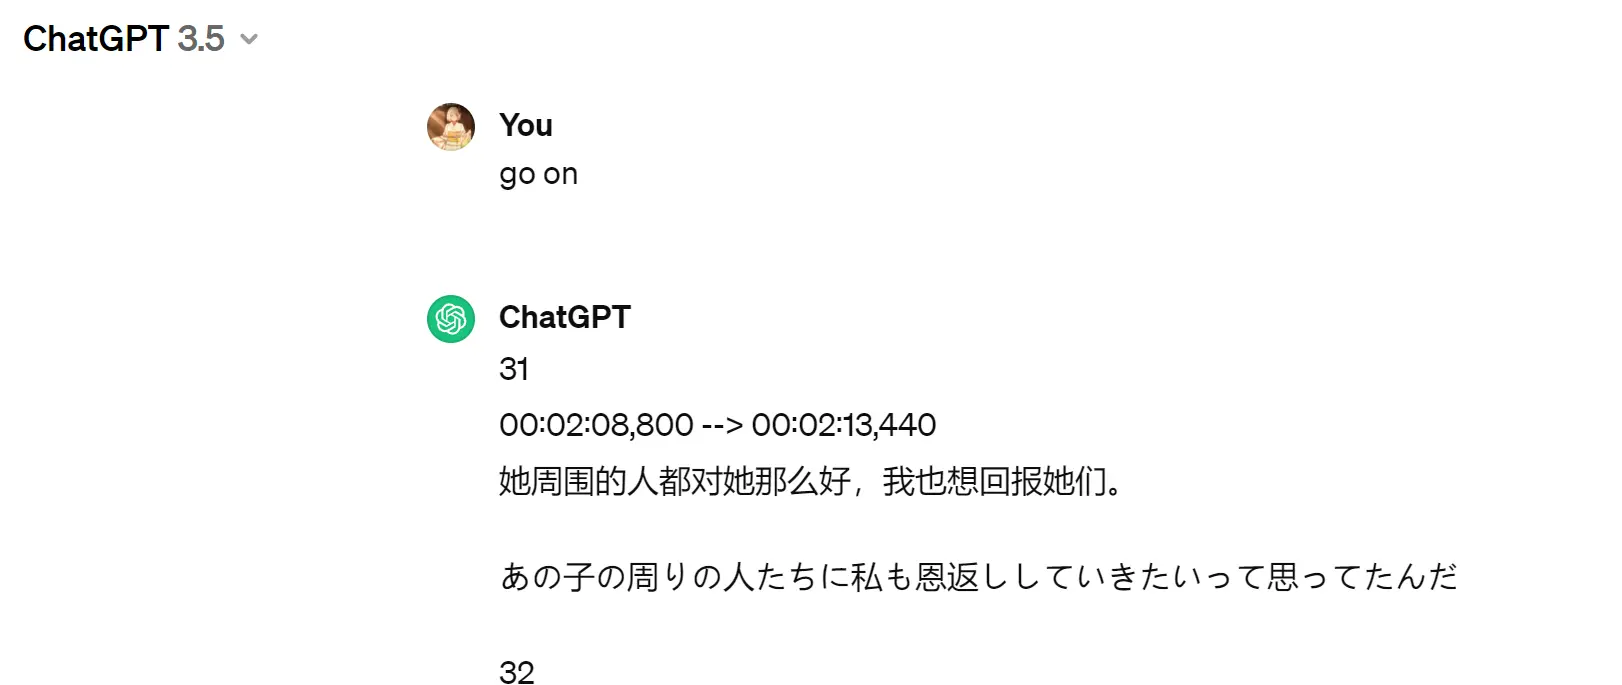 ChatGPT 3.5
You
go on
ChatGPT
31
00:02:08,800 --> 00:02:13,440
她周围的人都对她那么好，我也想回报她们。
あの子の周りの人たちに私も恩返ししていきたいって思ってたんだ
32